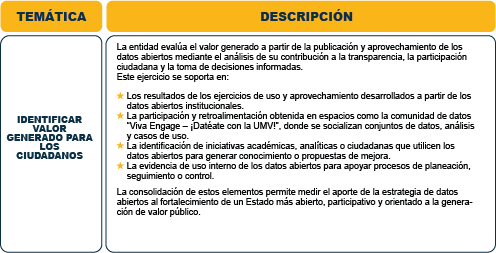 TEMÁTICA
DESCRIPCIÓN
IDENTIFICAR
VALOR
GENERADO PARA
LOS
CIUDADANOS
La entidad evalúa el valor generado a partir de la publicación y aprovechamiento de los
datos abiertos mediante el análisis de su contribución a la transparencia, la participación
ciudadana y la toma de decisiones informadas.
Este ejercicio se soporta en:
★ Los resultados de los ejercicios de uso y aprovechamiento desarrollados a partir de los
datos abiertos institucionales.
★ La participación y retroalimentación obtenida en espacios como la comunidad de datos
“Viva Engage – ¡Datéate con la UMV!”, donde se socializan conjuntos de datos, análisis
y casos de uso.
★ La identificación de iniciativas académicas, analíticas o ciudadanas que utilicen los
datos abiertos para generar conocimiento o propuestas de mejora.
★ La evidencia de uso interno de los datos abiertos para apoyar procesos de planeación,
seguimiento o control.
La consolidación de estos elementos permite medir el aporte de la estrategia de datos
abiertos al fortalecimiento de un Estado más abierto, participativo y orientado a la genera-
ción de valor público.